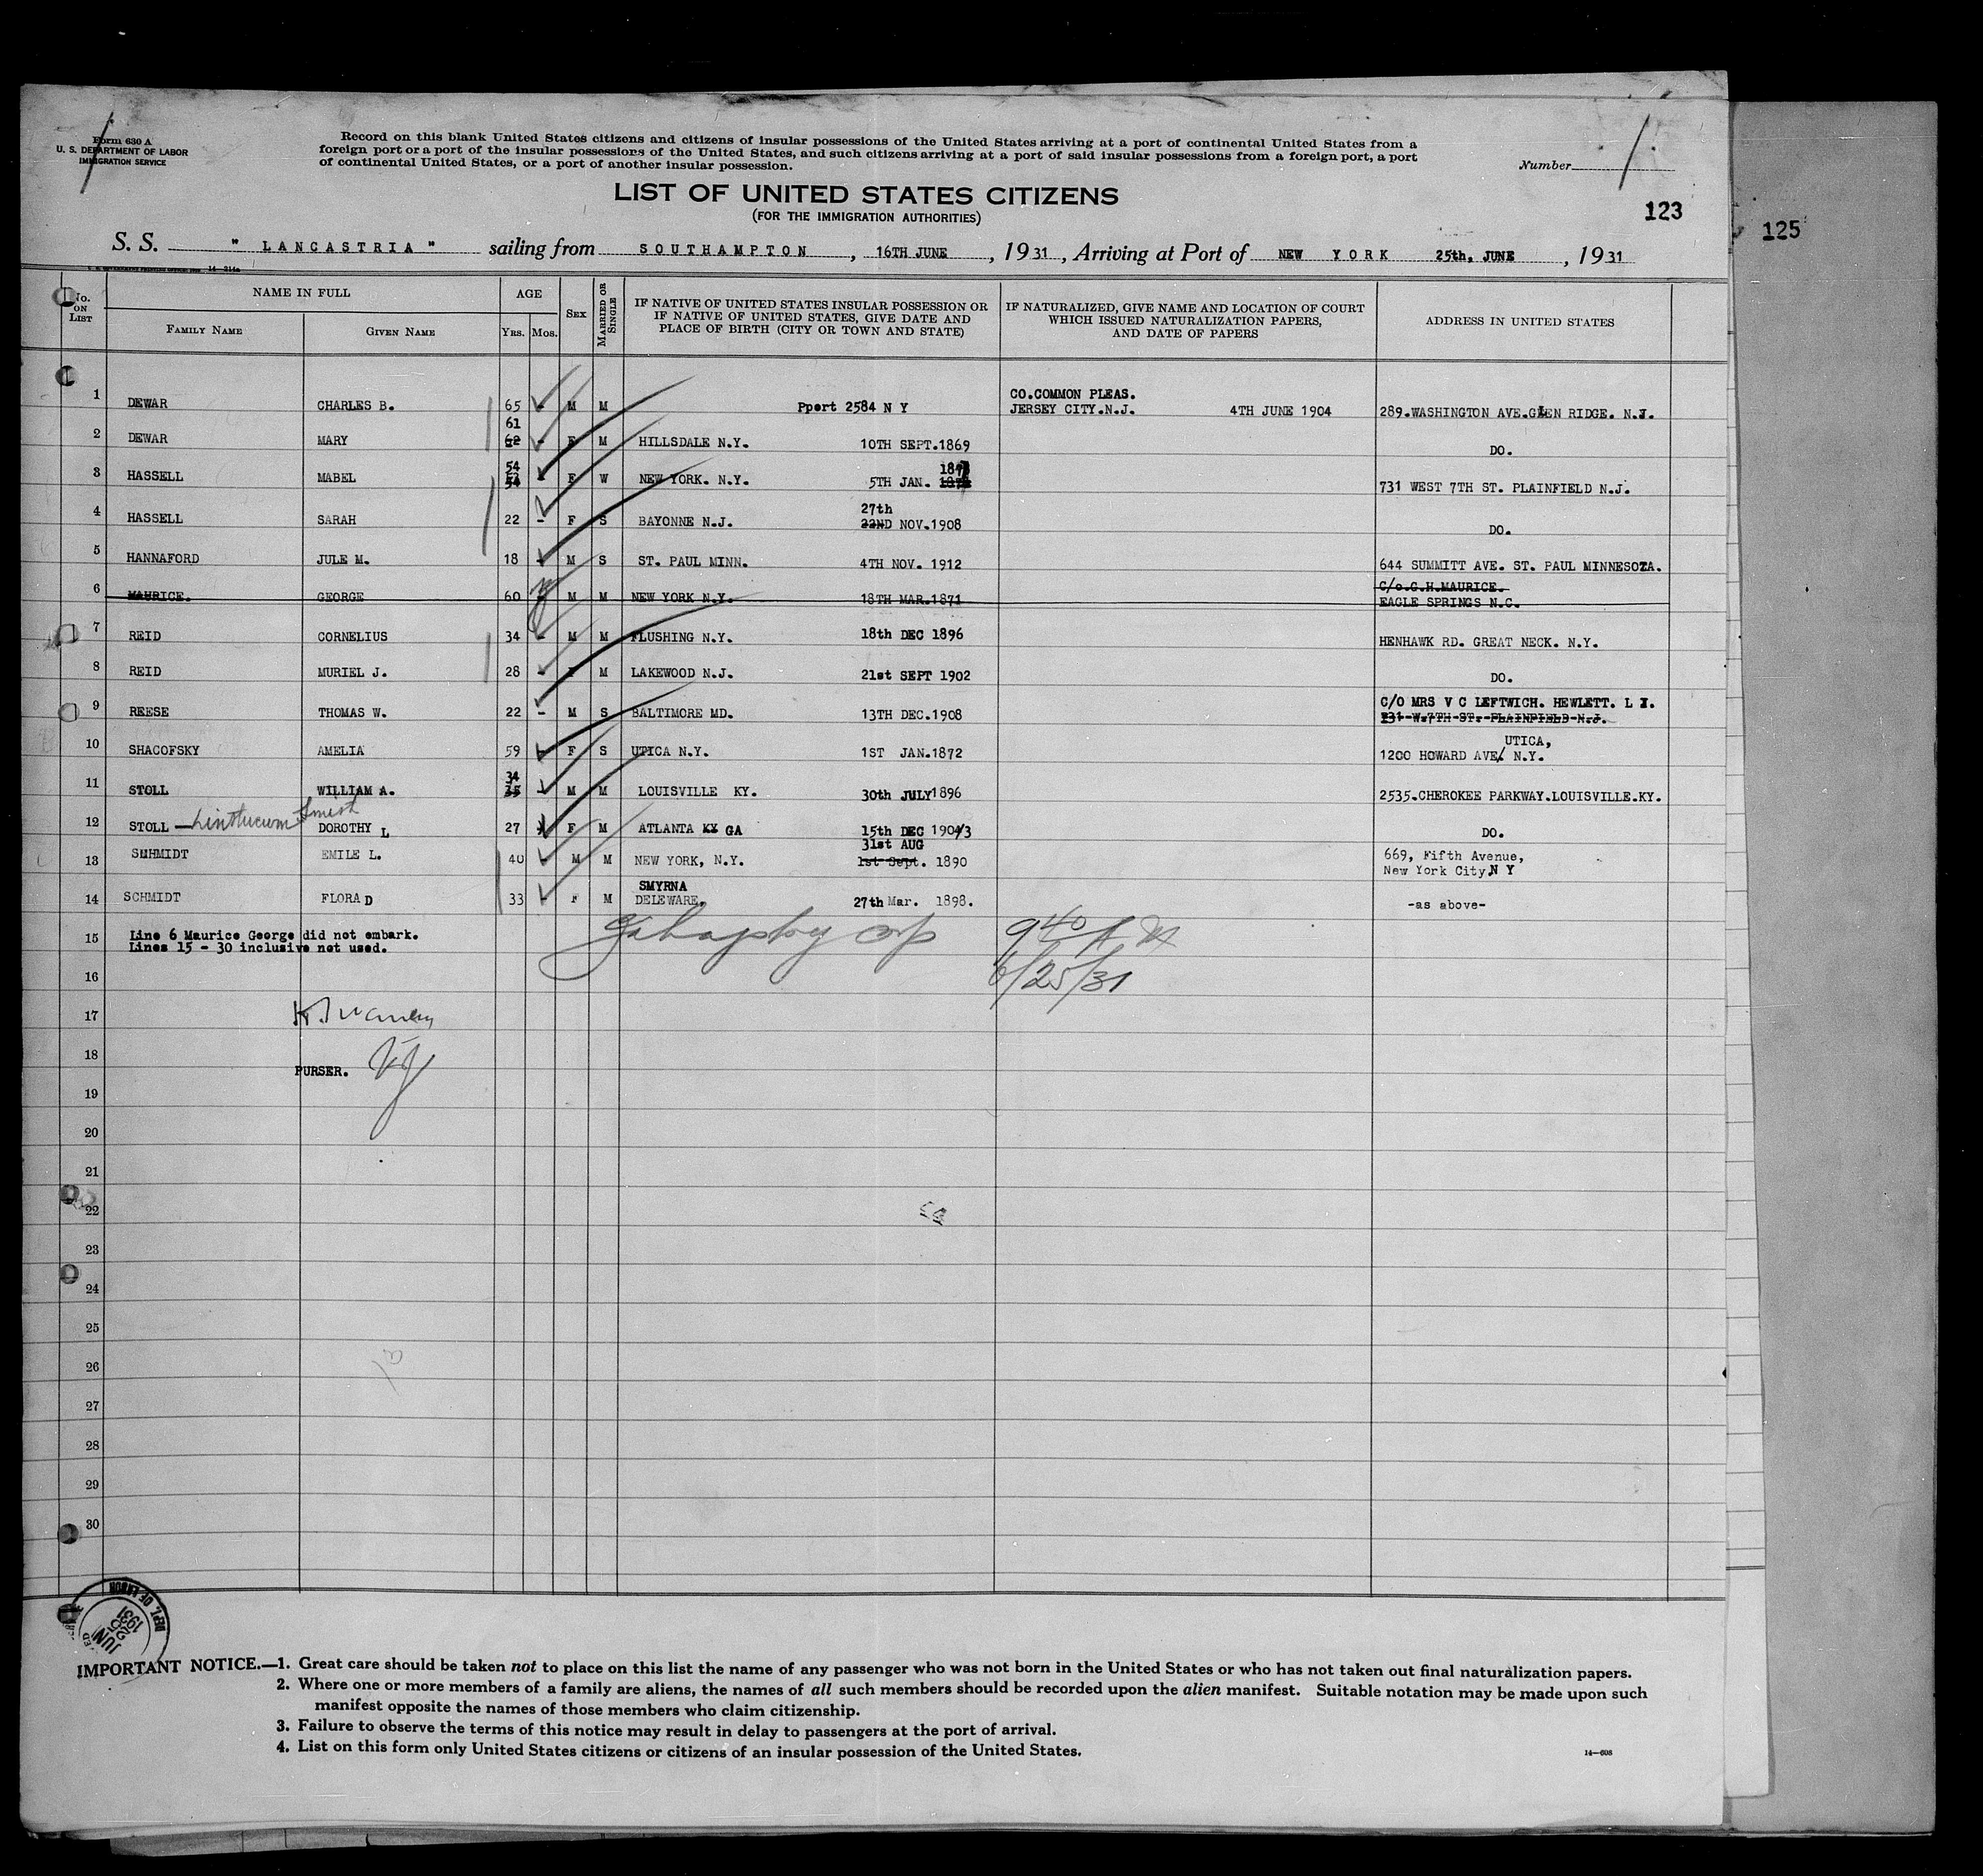 Form 630 A
U. S. DEPARTMENT OF LABOR
IMMIGRATION SERVICE
Record on this blank United States citizens and citizens of insular possessions of the United States arriving at a port of continental United States from a
foreign port or a port of the insular possessions of the United States, and such citizens arriving at a port of said insular possessions from a foreign port, a port
of continental United States, or a port of another insular possession.
Number 1
LIST OF UNITED STATES CITIZENS
(FOR THE IMMIGRATION AUTHORITIES)
123
125
S. S. " LANCASTRIA " sailing from SOUTHAMPTON , 16TH JUNE , 1931 , Arriving at Port of NEW YORK 25th, JUNE , 1931
No. ON LIST
NAME IN FULL
FAMILY NAME GIVEN NAME
AGE
Yrs. Mos.
SEX
MARRIED OR SINGLE
IF NATIVE OF UNITED STATES INSULAR POSSESSION OR
IF NATIVE OF UNITED STATES, GIVE DATE AND
PLACE OF BIRTH (CITY OR TOWN AND STATE)
IF NATURALIZED, GIVE NAME AND LOCATION OF COURT
WHICH ISSUED NATURALIZATION PAPERS,
AND DATE OF PAPERS
ADDRESS IN UNITED STATES
CO.COMMON PLEAS.
1 DEWAR CHARLES B. 65 - M M Pport 2584 N Y JERSEY CITY.N.J. 4TH JUNE 1904 289.WASHINGTON AVE.GLEN RIDGE. N.J.
61
2 DEWAR MARY 62 - F M HILLSDALE N.Y. 10TH SEPT.1869 DO.
54
3 HASSELL MABEL 54 - F W NEW YORK. N.Y. 5TH JAN. 731 WEST 7TH ST. PLAINFIELD N.J.
27th
4 HASSELL SARAH 22 - F S BAYONNE N.J. 22ND NOV.1908 DO.
5 HANNAFORD JULE M. 18 - M S ST. PAUL MINN. 4TH NOV. 1912 644 SUMMITT AVE. ST. PAUL MINNESOTA.
C/o.G.H.MAURICE.
6 MAURICE. GEORGE 60 M M NEW YORK N.Y. 18TH MAR.1871 EAGLE SPRINGS N.C.
7 REID CORNELIUS 34 - M M FLUSHING N.Y. 18th DEC 1896 HENHAWK RD. GREAT NECK. N.Y.
8 REID MURIEL J. 28 - F M LAKEWOOD N.J. 21st SEPT 1902 DO.
C/O MRS V C LEFTWICH. HEWLETT. L I.
9 REESE THOMAS W. 22 - M S BALTIMORE MD. 13TH DEC.1908 731 W.7TH ST. PLAINFIELD N.J.
UTICA,
10 SHACOFSKY AMELIA 59 - F S UTICA N.Y. 1ST JAN.1872 1200 HOWARD AVE/ N.Y.
34
11 STOLL WILLIAM A. 35 - M M LOUISVILLE KY. 30th JULY 1896 2535.CHEROKEE PARKWAY.LOUISVILLE.KY.
12 STOLL - Linthicum DOROTHY L 27 F M ATLANTA KY GA 15th DEC 1904/3 DO.
31st AUG
13 SMHMIDT EMILE L. 40 - M M NEW YORK, N.Y. 1st Sept. 1890 669, Fifth Avenue,
New York City N Y
SMYRNA
14 SCHMIDT FLORA D 33 - F M DELEWARE. 27th Mar. 1898. -as above-
15 Line 6 Maurice George did not embark.
Lines 15 - 30 inclusive not used.
9 40 A M
16
6/25/31
17
18
PURSER.
19
20
21
22
23
24
25
26
27
28
29
30
DEPT. OF LABOR
JUN 25 1931
IMPORTANT NOTICE.—1. Great care should be taken not to place on this list the name of any passenger who was not born in the United States or who has not taken out final naturalization papers.
2. Where one or more members of a family are aliens, the names of all such members should be recorded upon the alien manifest. Suitable notation may be made upon such
manifest opposite the names of those members who claim citizenship.
3. Failure to observe the terms of this notice may result in delay to passengers at the port of arrival.
4. List on this form only United States citizens or citizens of an insular possession of the United States.
14—608